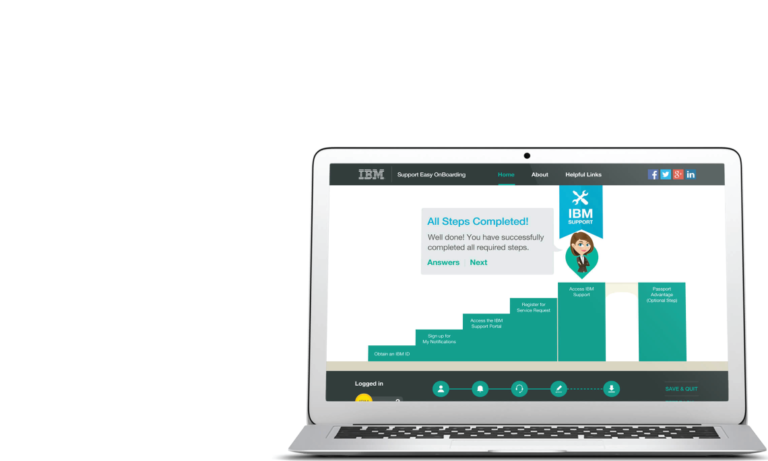 IBM
Support Easy OnBoarding
Home
About
Helpful Links
IBM
SUPPORT
All Steps Completed!
Well done! You have successfully
completed all required steps.
Answers
Next
Obtain an IBM ID
Sign up for
My Notifications
Access the IBM
Support Portal
Register for
Service Request
Access IBM
Support
Passport
Advantage
(Optional Step)
Logged in
SAVE & QUIT